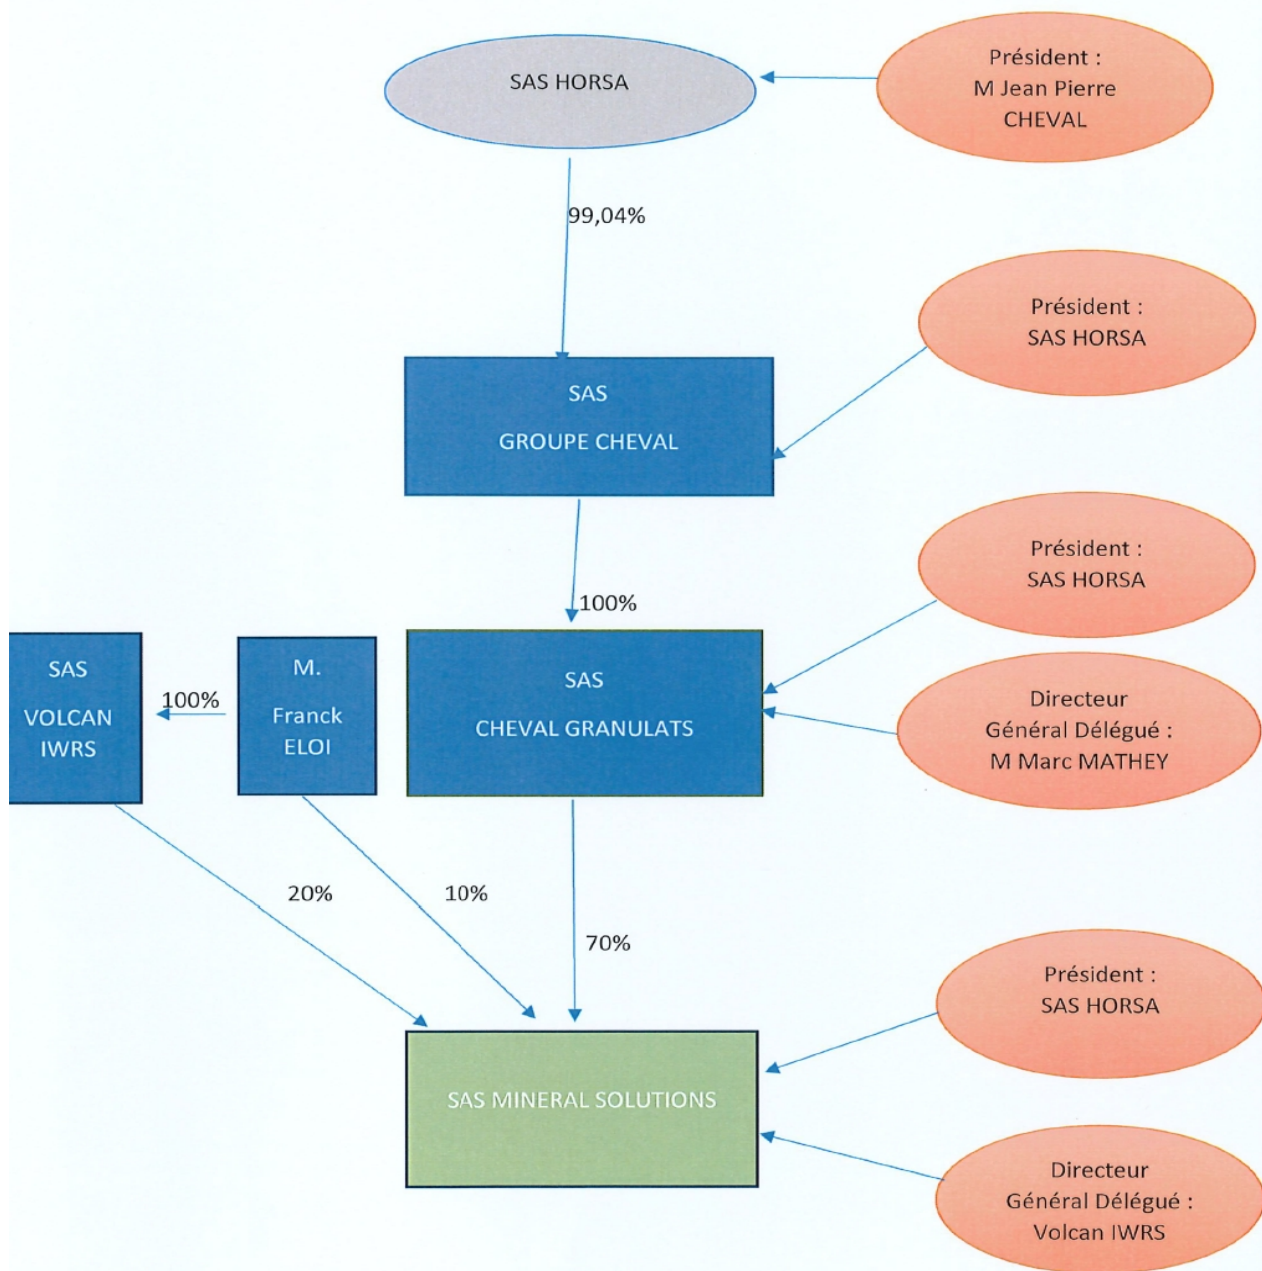 SAS HORSA
Président :
M Jean Pierre
CHEVAL
99,04%
Président :
SAS HORSA
SAS
GROUPE CHEVAL
100%
Président :
SAS HORSA
SAS
VOLCAN
IWRS
100%
M.
Franck
ELOI
SAS
CHEVAL GRANULATS
Directeur
Général Délégué :
M Marc MATHEY
20%
10%
70%
Président :
SAS HORSA
SAS MINERAL SOLUTIONS
Directeur
Général Délégué :
Volcan IWRS